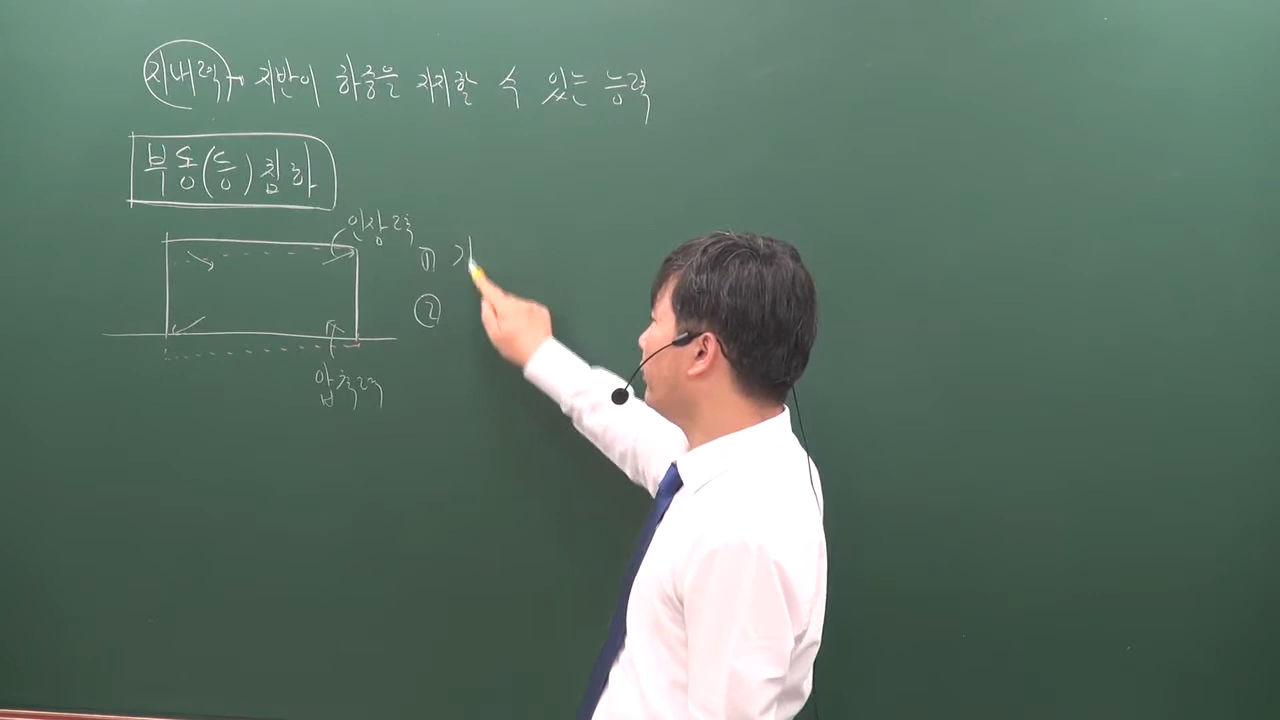 지내력 → 지반이 하중을 지지할 수 있는 능력
부동(등)침하
인장력
①
②
압축력